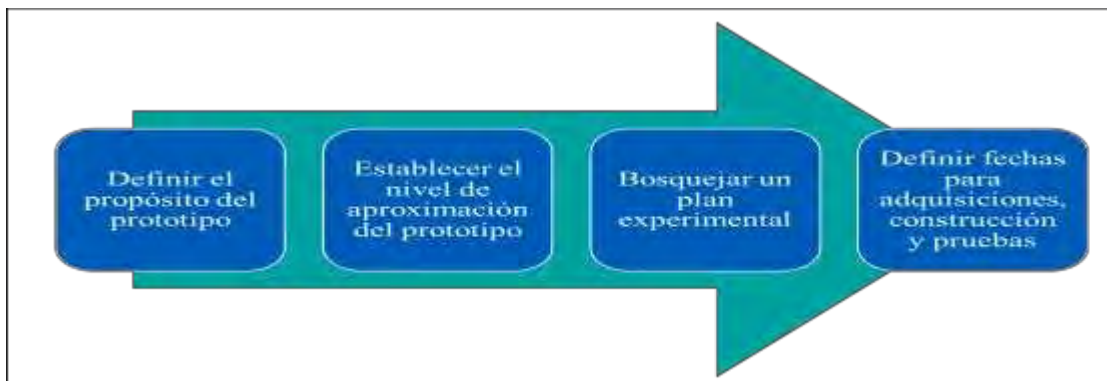 Definir el
propósito del
prototipo
Establecer el
nivel de
aproximación
del prototipo
Bosquejar un
plan
experimental
Definir fechas
para
adquisiciones,
construcción
y pruebas